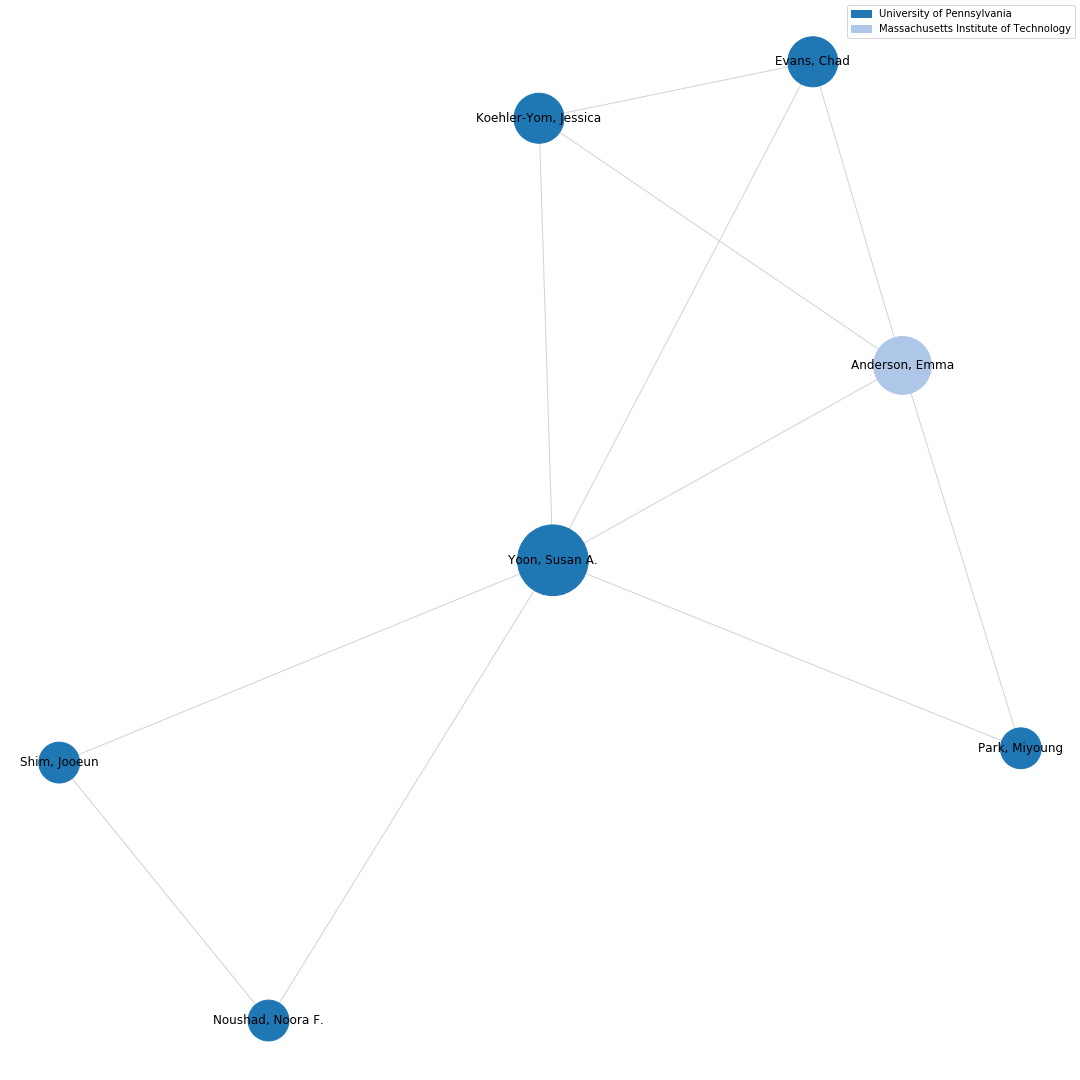 University of Pennsylvania
Massachusetts Institute of Technology
Evans, Chad
Koehler-Yom, Jessica
Anderson, Emma
Yoon, Susan A.
Park, Miyoung
Shim, Jooeun
Noushad, Noora F.